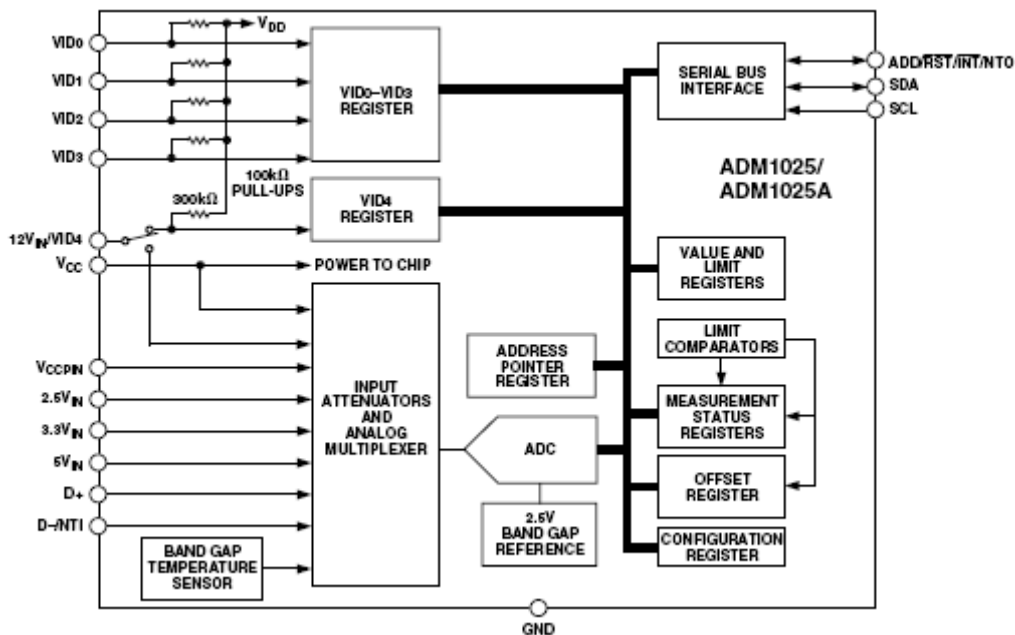 VID0
VID1
VID2
VID3
12VIN/VID4
VCC
VCCPIN
2.5VIN
3.3VIN
5VIN
D+
D–/NTI
VDD
100kΩ
PULL-UPS
300kΩ
VID0–VID3
REGISTER
VID4
REGISTER
POWER TO CHIP
INPUT
ATTENUATORS
AND
ANALOG
MULTIPLEXER
BAND GAP
TEMPERATURE
SENSOR
ADDRESS
POINTER
REGISTER
ADC
2.5V
BAND GAP
REFERENCE
SERIAL BUS
INTERFACE
ADD/RST/INT/NTO
SDA
SCL
ADM1025/
ADM1025A
VALUE AND
LIMIT
REGISTERS
LIMIT
COMPARATORS
MEASUREMENT
STATUS
REGISTERS
OFFSET
REGISTER
CONFIGURATION
REGISTER
GND